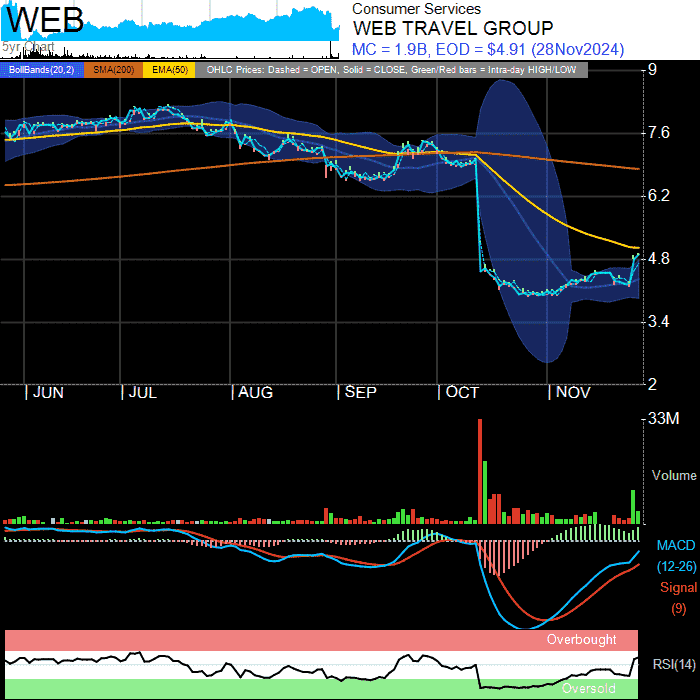 WEB
5yr Chart
Consumer Services
WEB TRAVEL GROUP
MC = 1.9B, EOD = $4.91 (28Nov2024)
BollBands(20,2) SMA(200) EMA(50) OHLC Prices: Dashed = OPEN, Solid = CLOSE, Green/Red bars = Intra-day HIGH/LOW
9
7.6
6.2
4.8
3.4
2
JUN JUL AUG SEP OCT NOV
33M
Volume
MACD
(12-26)
Signal
(9)
Overbought
RSI(14)
Oversold